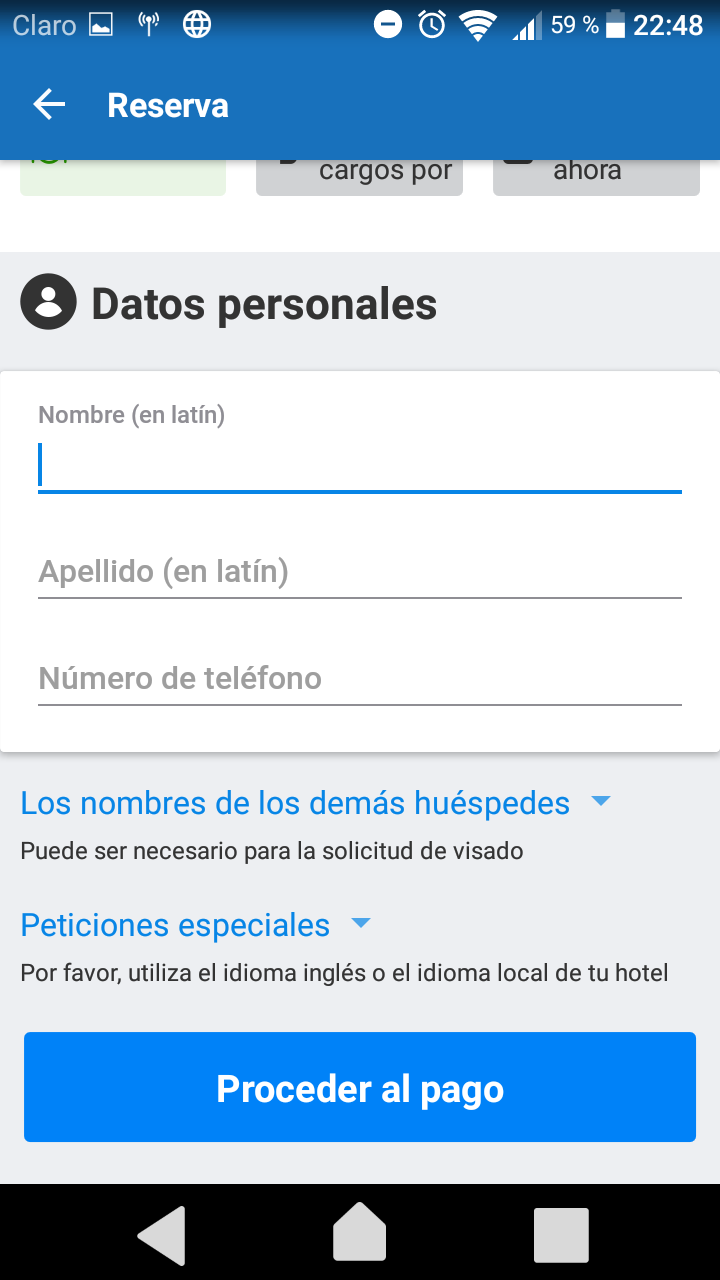 Claro 59 % 22:48
Reserva
cargos por ahora
Datos personales
Nombre (en latín)
Apellido (en latín)
Número de teléfono
Los nombres de los demás huéspedes
Puede ser necesario para la solicitud de visado
Peticiones especiales
Por favor, utiliza el idioma inglés o el idioma local de tu hotel
Proceder al pago